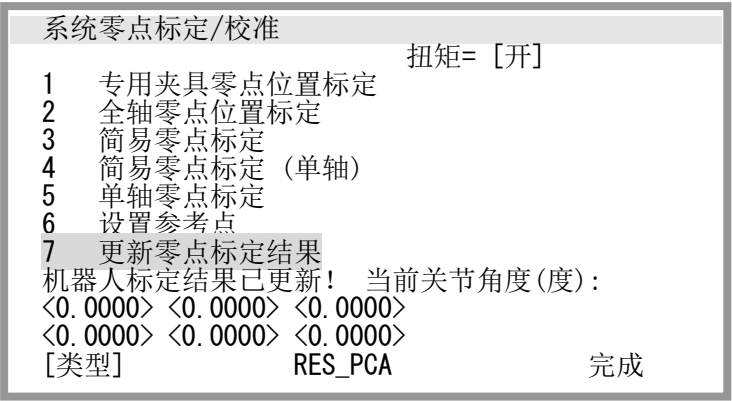 系统零点标定/校准
扭矩= [开]
1 专用夹具零点位置标定
2 全轴零点位置标定
3 简易零点标定
4 简易零点标定 (单轴)
5 单轴零点标定
6 设置参考点
7 更新零点标定结果
机器人标定结果已更新! 当前关节角度(度):
<0.0000> <0.0000> <0.0000>
<0.0000> <0.0000> <0.0000>
[类型] RES_PCA 完成